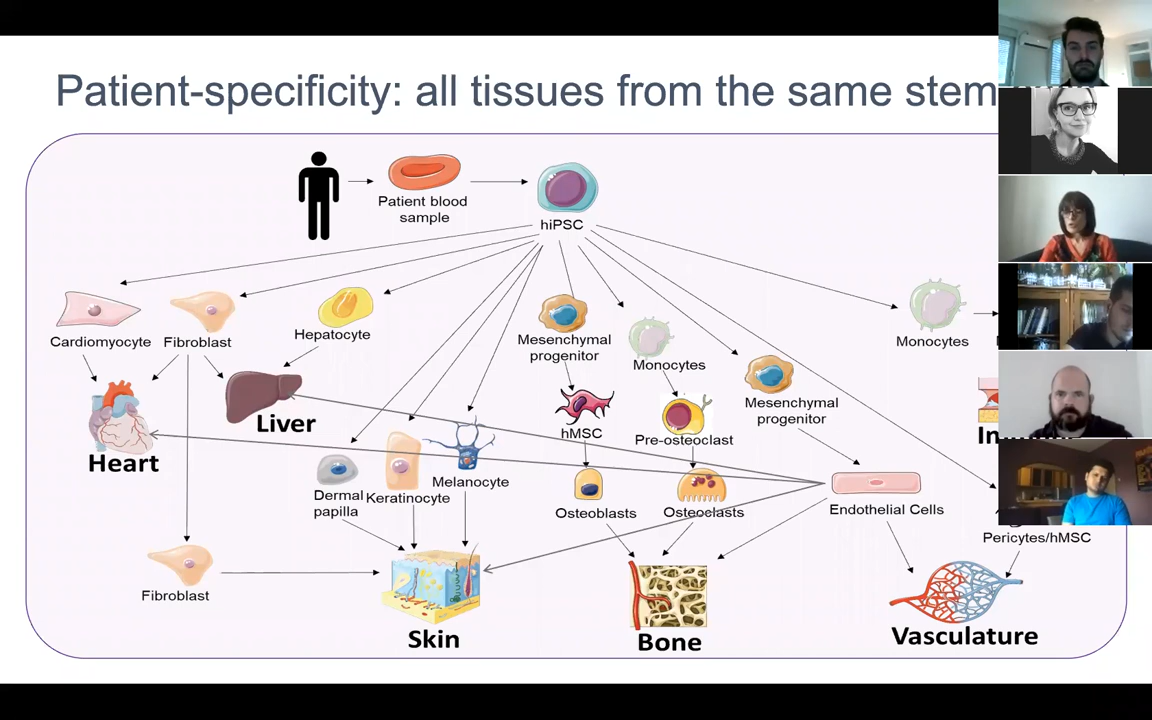 Patient-specificity: all tissues from the same stem
Patient blood
sample
hiPSC
Cardiomyocyte
Fibroblast
Hepatocyte
Mesenchymal
progenitor
Monocytes
Monocytes
Mesenchymal
progenitor
Liver
hMSC
Pre-osteoclast
Heart
Dermal
papilla
Keratinocyte
Melanocyte
Osteoblasts
Osteoclasts
Endothelial Cells
Pericytes/hMSC
Fibroblast
Skin
Bone
Vasculature